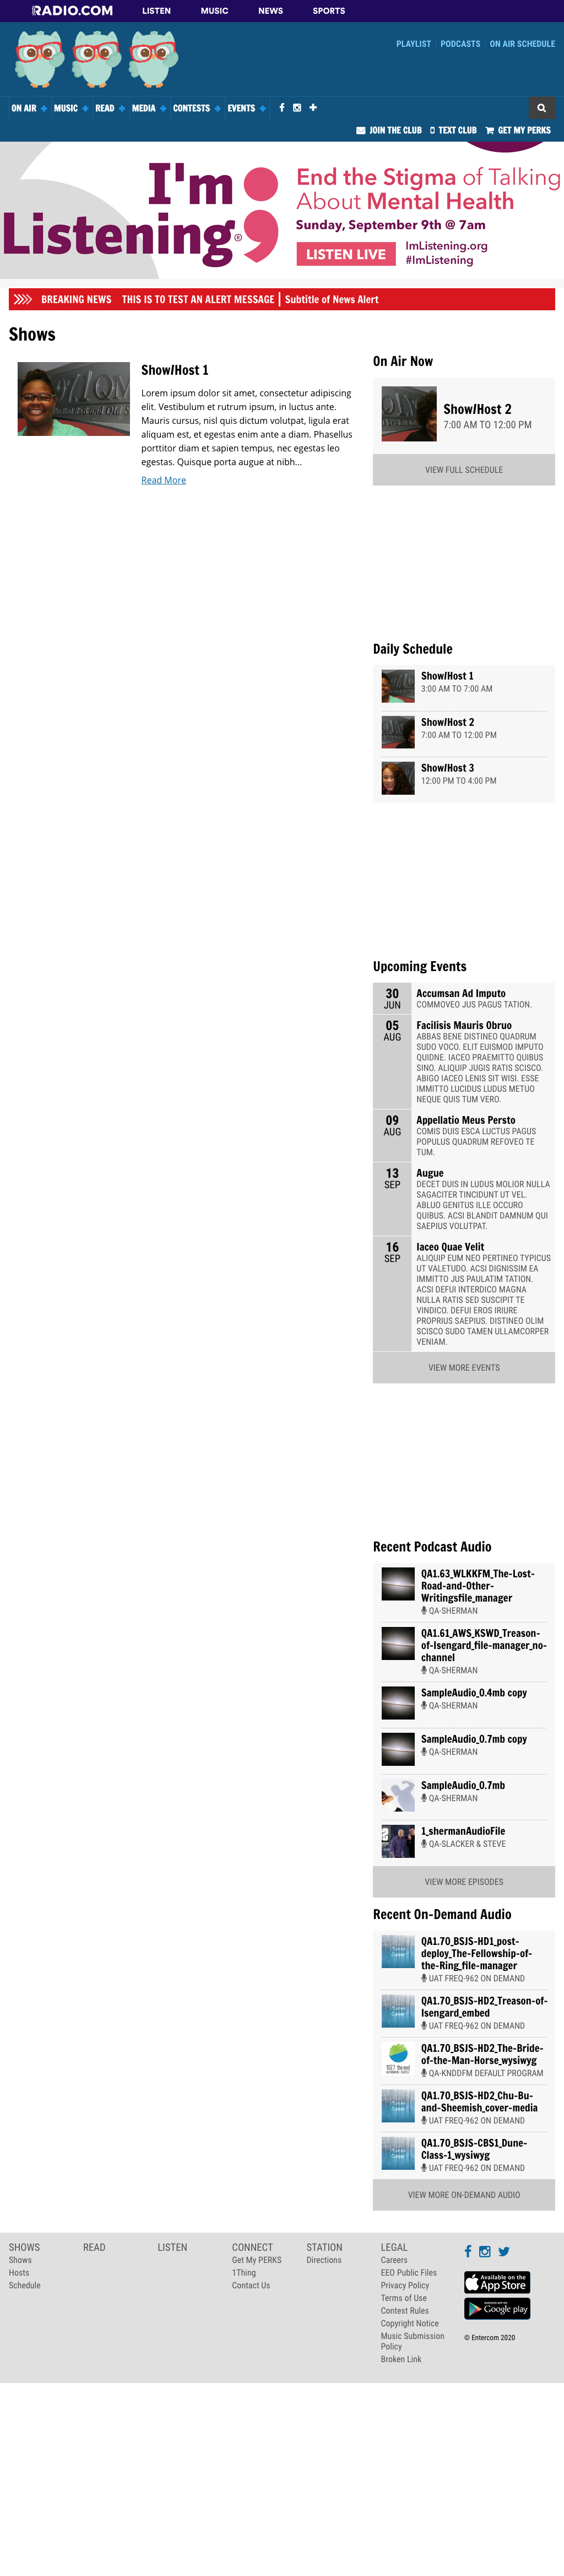 RADIO.COM LISTEN MUSIC NEWS SPORTS
PLAYLIST PODCASTS ON AIR SCHEDULE
ON AIR MUSIC READ MEDIA CONTESTS EVENTS
JOIN THE CLUB TEXT CLUB GET MY PERKS
I'm
Listening®
End the Stigma of Talking
About Mental Health
Sunday, September 9th @ 7am
LISTEN LIVE
ImListening.org
#ImListening
BREAKING NEWS THIS IS TO TEST AN ALERT MESSAGE | Subtitle of News Alert
Shows
Show/Host 1
Lorem ipsum dolor sit amet, consectetur adipiscing
elit. Vestibulum et rutrum ipsum, in luctus ante.
Mauris cursus, nisl quis dictum volutpat, ligula erat
aliquam est, et egestas enim ante a diam. Phasellus
porttitor diam et sapien tempus, nec egestas leo
egestas. Quisque porta augue at nibh...
Read More
On Air Now
Show/Host 2
7:00 AM TO 12:00 PM
VIEW FULL SCHEDULE
Daily Schedule
Show/Host 1
3:00 AM TO 7:00 AM
Show/Host 2
7:00 AM TO 12:00 PM
Show/Host 3
12:00 PM TO 4:00 PM
Upcoming Events
30
JUN
Accumsan Ad Imputo
COMMOVEO JUS PAGUS TATION.
05
AUG
Facilisis Mauris Obruo
ABBAS BENE DISTINEO QUADRUM
SUDO VOCO. ELIT EUISMOD IMPUTO
QUIDNE. IACEO PRAEMITTO QUIBUS
SINO. ALIQUIP JUGIS RATIS SCISCO.
ABIGO IACEO LENIS SIT WISI. ESSE
IMMITTO LUCIDUS LUDUS METUO
NEQUE QUIS TUM VERO.
09
AUG
Appellatio Meus Persto
COMIS DUIS ESCA LUCTUS PAGUS
POPULUS QUADRUM REFOVEO TE
TUM.
13
SEP
Augue
DECET DUIS IN LUDUS MOLIOR NULLA
SAGACITER TINCIDUNT UT VEL.
ABLUO GENITUS ILLE OCCURO
QUIBUS. ACSI BLANDIT DAMNUM QUI
SAEPIUS VOLUTPAT.
16
SEP
Iaceo Quae Velit
ALIQUIP EUM NEO PERTINEO TYPICUS
UT VALETUDO. ACSI DIGNISSIM EA
IMMITTO JUS PAULATIM TATION.
ACSI DEFUI INTERDICO MAGNA
NULLA RATIS SED SUSCIPIT TE
VINDICO. DEFUI EROS IRIURE
PROPRIUS SAEPIUS. DISTINEO OLIM
SCISCO SUDO TAMEN ULLAMCORPER
VENIAM.
VIEW MORE EVENTS
Recent Podcast Audio
QA1.63_WLKKFM_The-Lost-
Road-and-Other-
Writingsfile_manager
QA-SHERMAN
QA1.61_AWS_KSWD_Treason-
of-Isengard_file-manager_no-
channel
QA-SHERMAN
SampleAudio_0.4mb copy
QA-SHERMAN
SampleAudio_0.7mb copy
QA-SHERMAN
SampleAudio_0.7mb
QA-SHERMAN
1_shermanAudioFile
QA-SLACKER & STEVE
VIEW MORE EPISODES
Recent On-Demand Audio
QA1.70_BSJS-HD1_post-
deploy_The-Fellowship-of-
the-Ring_file-manager
UAT FREQ-962 ON DEMAND
QA1.70_BSJS-HD2_Treason-of-
Isengard_embed
UAT FREQ-962 ON DEMAND
QA1.70_BSJS-HD2_The-Bride-
of-the-Man-Horse_wysiwyg
QA-KNDDFM DEFAULT PROGRAM
QA1.70_BSJS-HD2_Chu-Bu-
and-Sheemish_cover-media
UAT FREQ-962 ON DEMAND
QA1.70_BSJS-CBS1_Dune-
Class-1_wysiwyg
UAT FREQ-962 ON DEMAND
VIEW MORE ON-DEMAND AUDIO
SHOWS
Shows
Hosts
Schedule
READ
LISTEN
CONNECT
Get My PERKS
1Thing
Contact Us
STATION
Directions
LEGAL
Careers
EEO Public Files
Privacy Policy
Terms of Use
Contest Rules
Copyright Notice
Music Submission
Policy
Broken Link
Available on the
App Store
Google play
© Entercom 2020